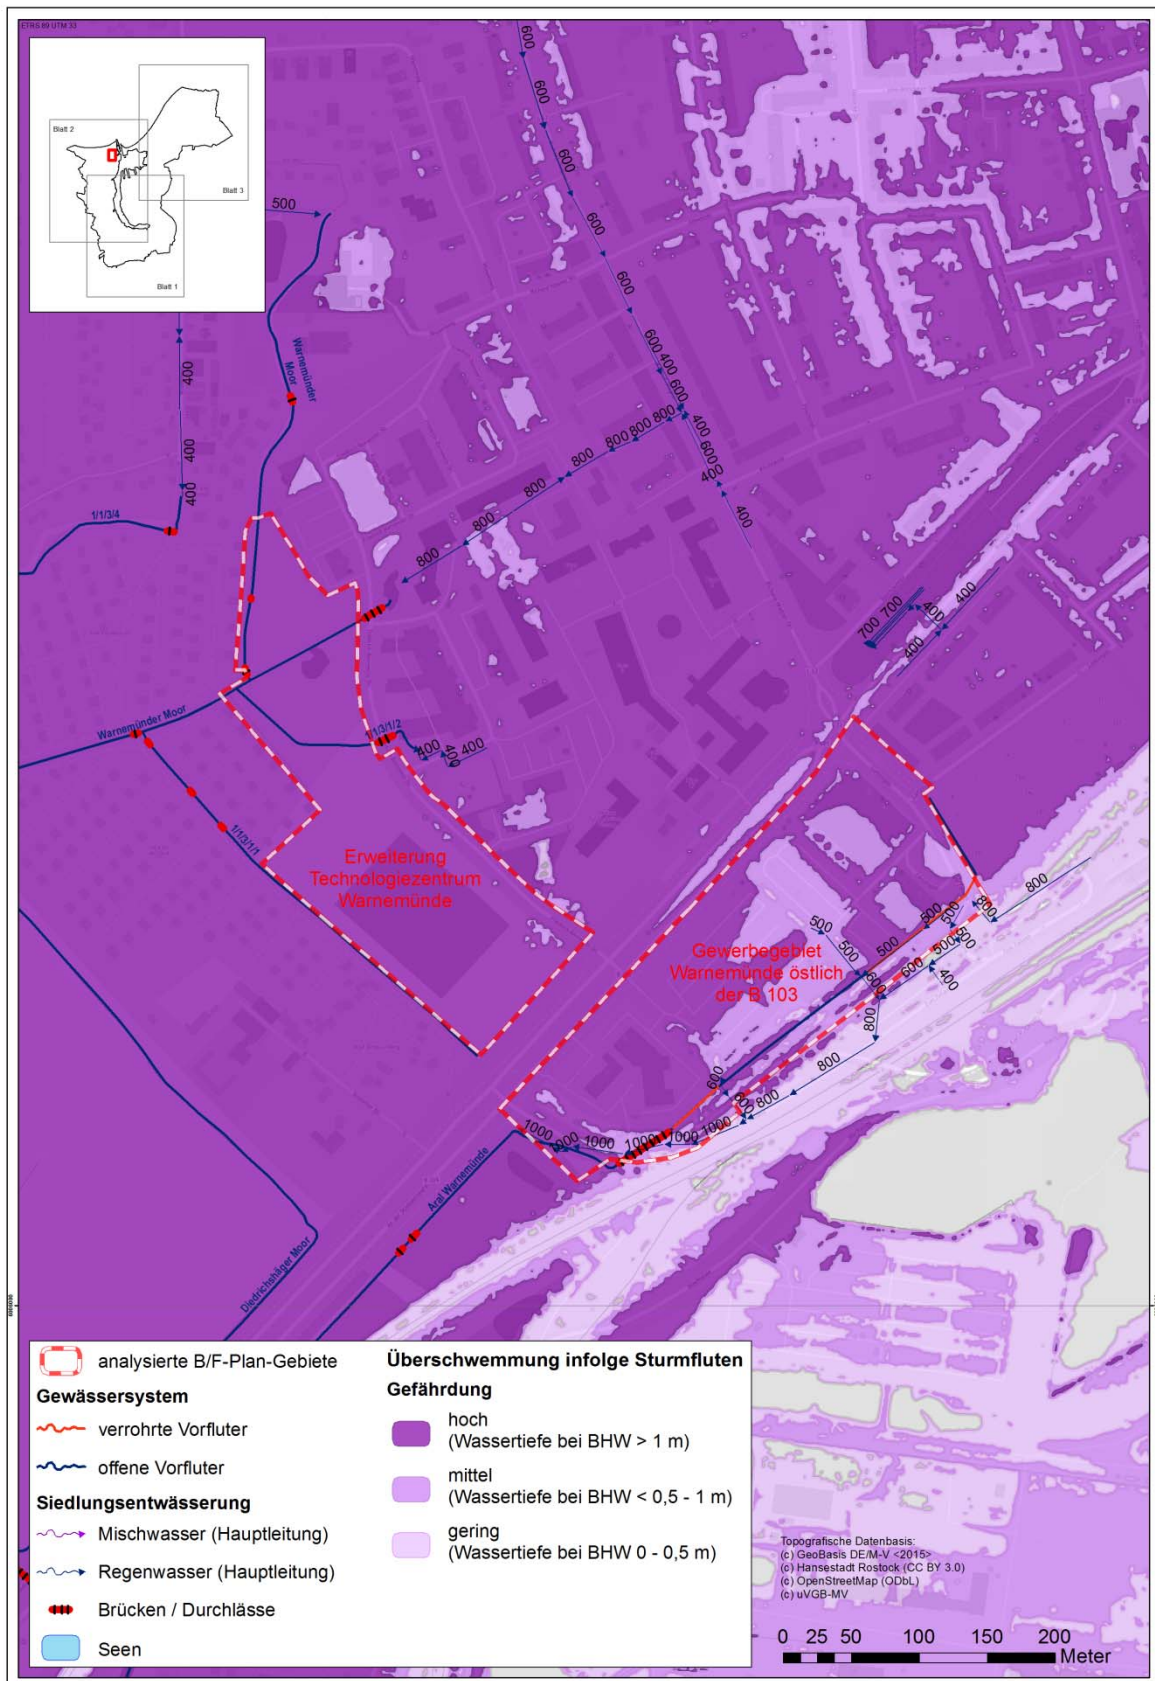 ETRS 89 UTM 33
Blatt 2
Blatt 3
Blatt 1
500
600
600
600
600
600
600
400
600
400
600
400
400
800
800
800
800
800
800
800
400
400
400
Warnemünder
Moor
1/1/3/4
Warnemünder Moor
1/1/3/1/2
400
400
400
1/1/3/1/1
700
700
400
400
400
Erweiterung
Technologiezentrum
Warnemünde
Gewerbegebiet
Warnemünde östlich
der B 103
500
500
500
500
500
800
800
500
500
600
600
400
800
800
800
600
600
1000
1000
1000
1000
1000
1000
Aral Warnemünde
Diedrichshäger Moor
analysierte B/F-Plan-Gebiete
Gewässersystem
verrohrte Vorfluter
offene Vorfluter
Siedlungsentwässerung
Mischwasser (Hauptleitung)
Regenwasser (Hauptleitung)
Brücken / Durchlässe
Seen
Überschwemmung infolge Sturmfluten
Gefährdung
hoch
(Wassertiefe bei BHW > 1 m)
mittel
(Wassertiefe bei BHW < 0,5 - 1 m)
gering
(Wassertiefe bei BHW 0 - 0,5 m)
Topografische Datenbasis:
(c) GeoBasis DE/M-V <2015>
(c) Hansestadt Rostock (CC BY 3.0)
(c) OpenStreetMap (ODbL)
(c) uVGB-MV
0 25 50 100 150 200
Meter